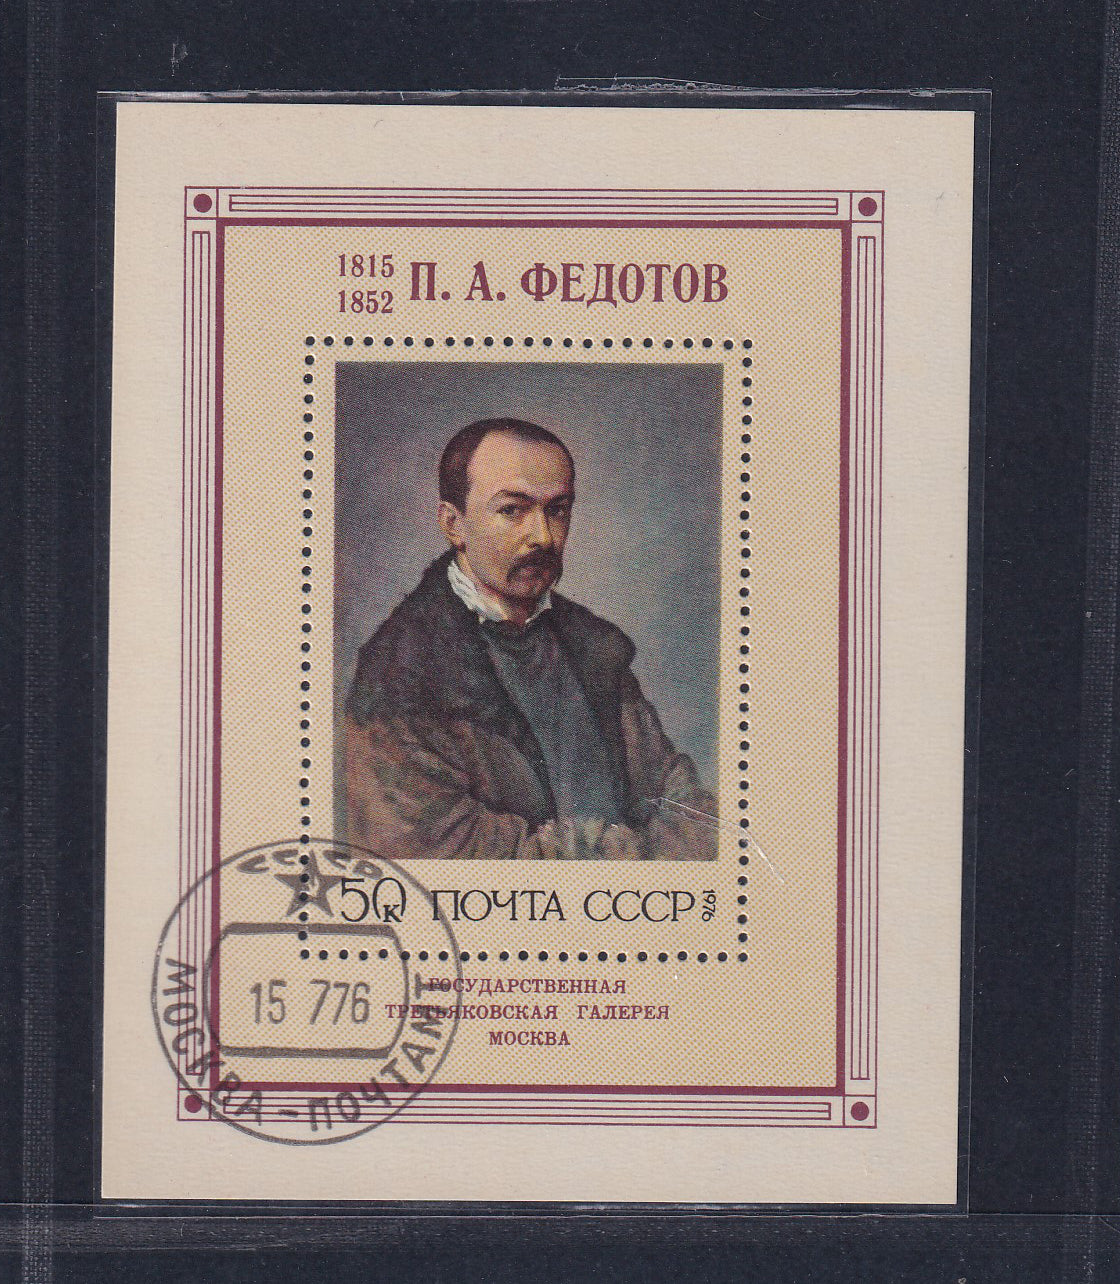 1815
1852
П. А. ФЕДОТОВ
50к ПОЧТА СССР 1976
СССР
15 776
МОСКВА-ПОЧТАМТ
ГОСУДАРСТВЕННАЯ
ТРЕТЬЯКОВСКАЯ ГАЛЕРЕЯ
МОСКВА